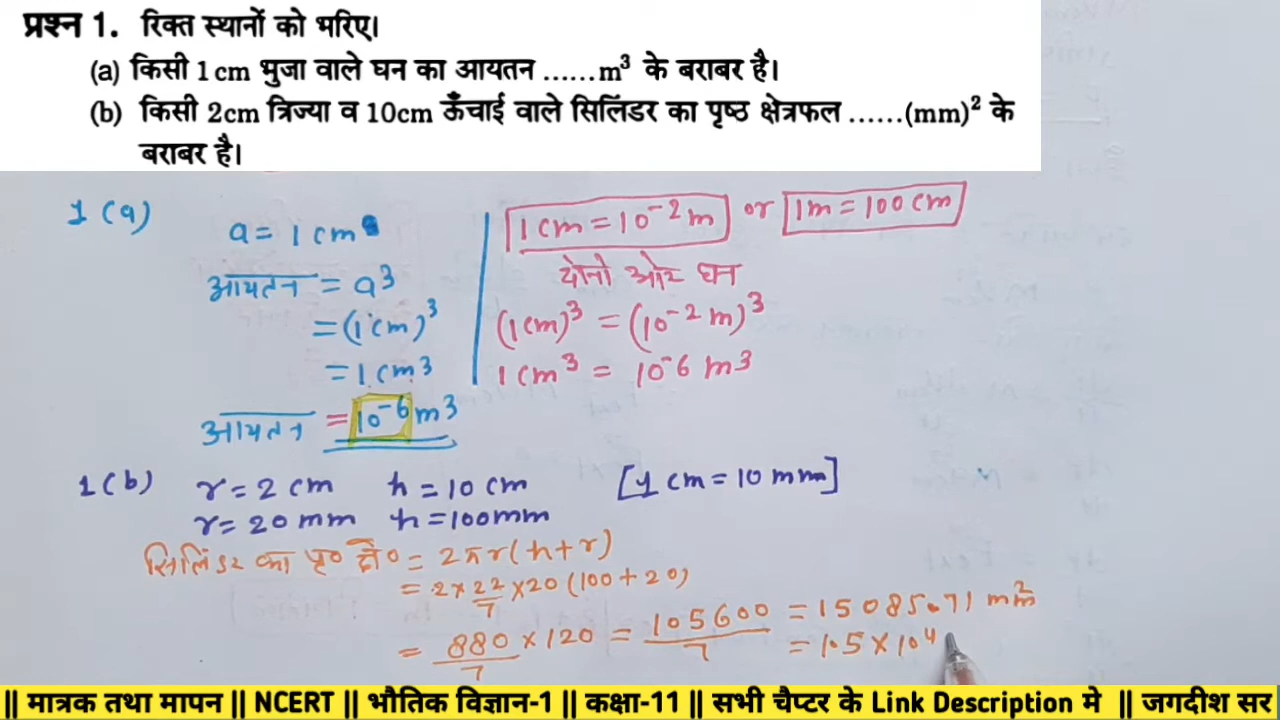 प्रश्न 1. रिक्त स्थानों को भरिए।
(a) किसी 1 cm भुजा वाले घन का आयतन ......m³ के बराबर है।
(b) किसी 2cm त्रिज्या व 10cm ऊँचाई वाले सिलिंडर का पृष्ठ क्षेत्रफल ......(mm)² के
बराबर है।
1 (a)
a = 1 cm
आयतन = a³
= (1 cm)³
= 1 cm³
आयतन = 10⁻⁶ m³
1 cm = 10⁻² m or 1m = 100 cm
दोनो ओर घन
(1 cm)³ = (10⁻² m)³
1 cm³ = 10⁻⁶ m³
1 (b) r = 2 cm h = 10 cm [1 cm = 10 mm]
r = 20 mm h = 100mm
सिलिंडर का पृ० क्षे० = 2πr(h+r)
= 2 × 22/7 × 20 (100 + 20)
= 880/7 × 120 = 105600/7 = 15085.71 mm²
= 1.5 × 10⁴
|| मात्रक तथा मापन || NCERT || भौतिक विज्ञान-1 || कक्षा-11 || सभी चैप्टर के Link Description मे || जगदीश सर